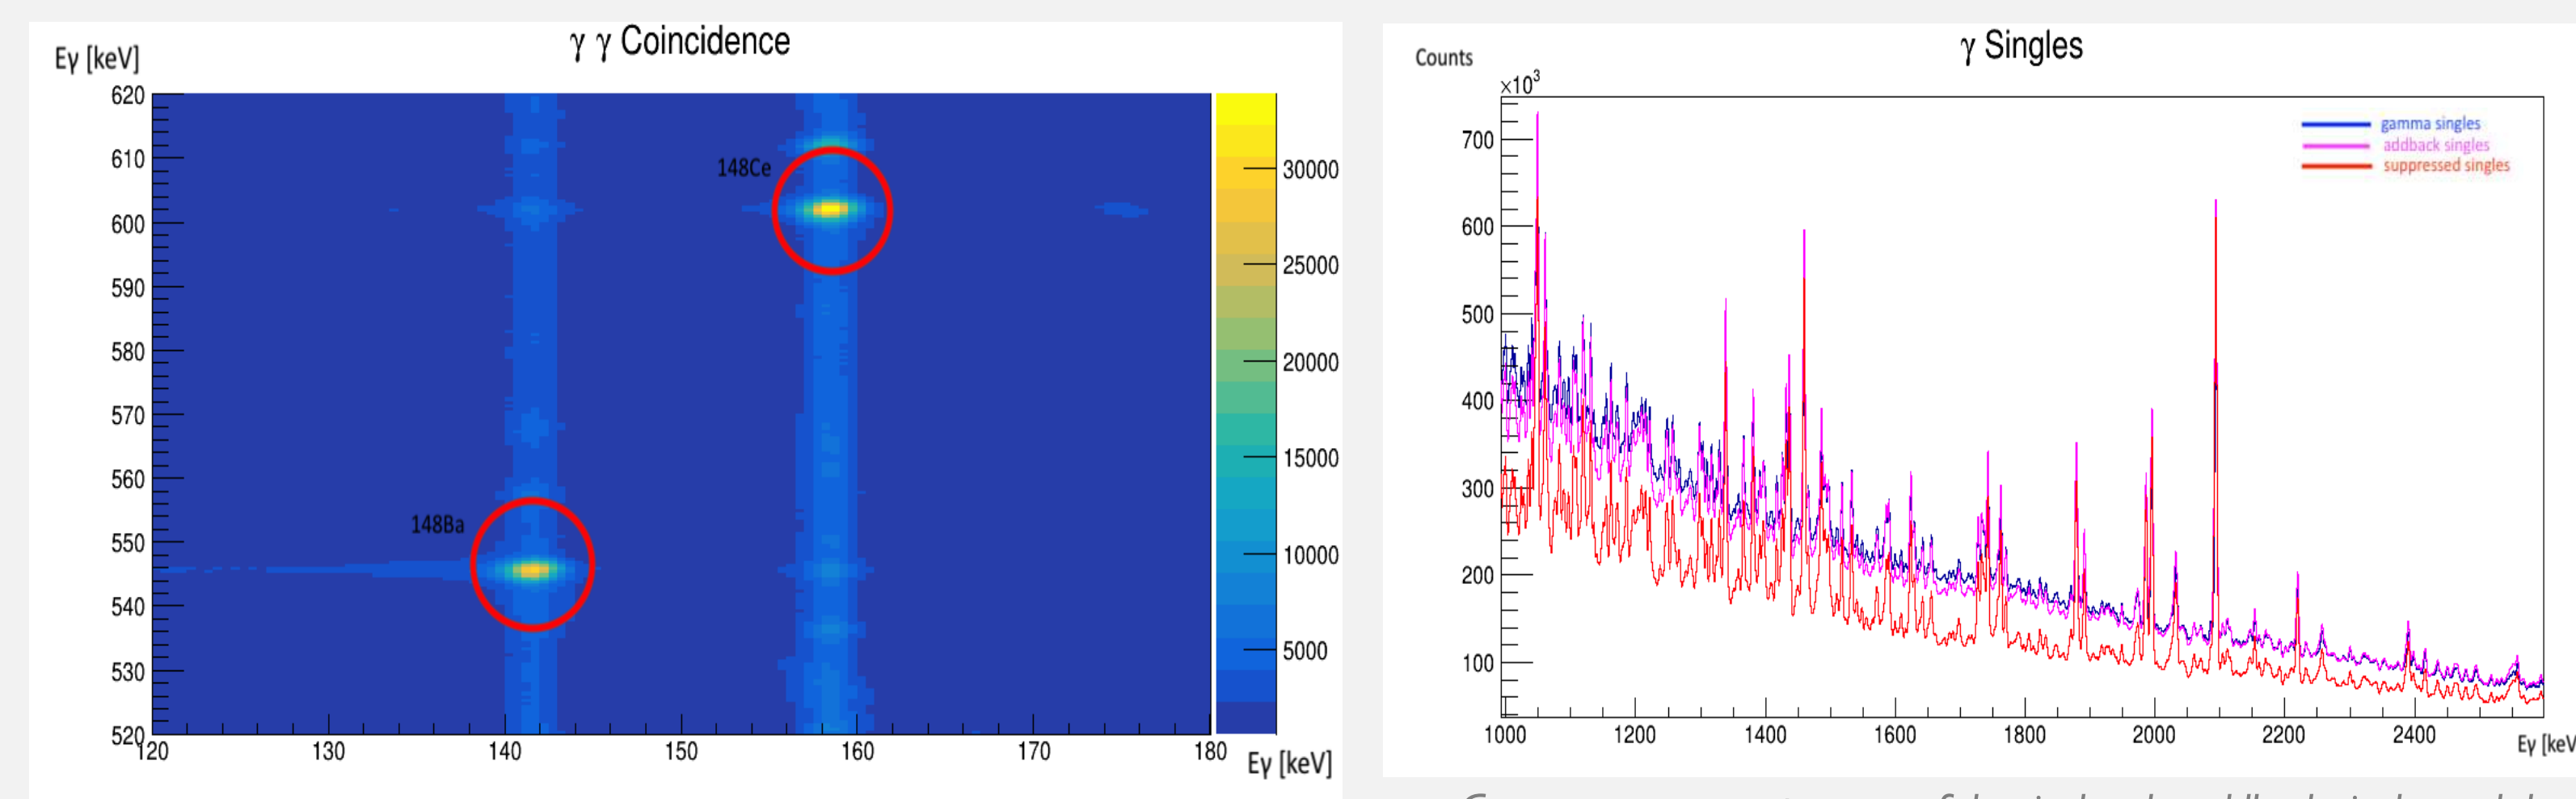 γ γ Coincidence
Eγ [keV]
620
610
600
590
580
570
560
550
540
530
520
148Ce
148Ba
30000
25000
20000
15000
10000
5000
120 130 140 150 160 170 180
Eγ [keV]
γ Singles
Counts
×10³
700
600
500
400
300
200
100
gamma singles
addback singles
suppressed singles
1000 1200 1400 1600 1800 2000 2200 2400
Eγ [keV